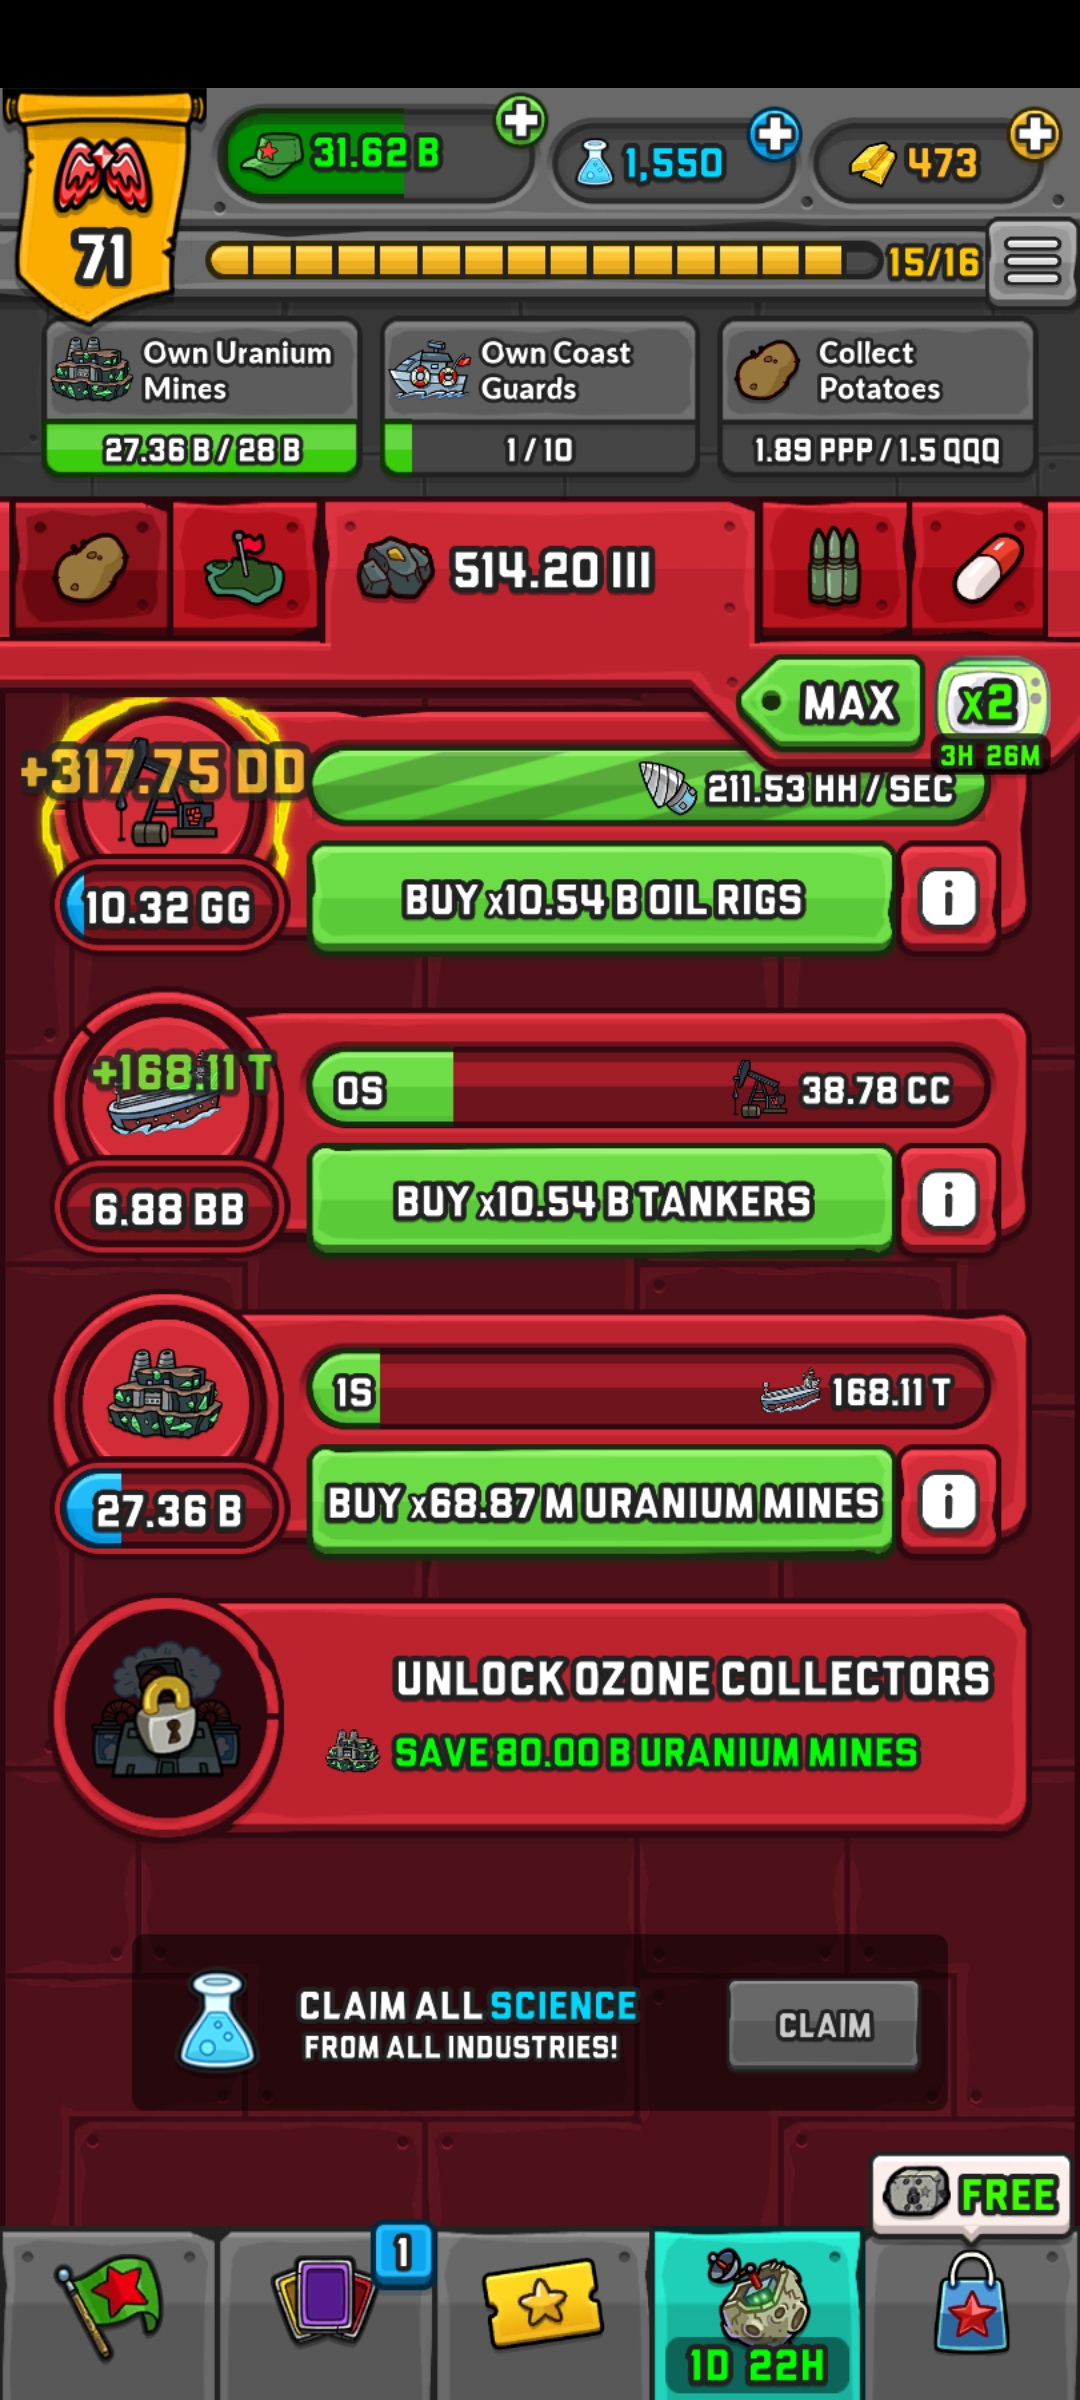 31.62 B
1,550
473
71
15/16
Own Uranium
Mines
27.36 B / 28 B
Own Coast
Guards
1 / 10
Collect
Potatoes
1.89 PPP / 1.5 QQQ
514.20 III
MAX
x2
3H 26M
+317.75 DD
211.53 HH / SEC
10.32 GG
BUY x10.54 B OIL RIGS
i
+168.11 T
0S
38.78 CC
6.88 BB
BUY x10.54 B TANKERS
i
1S
168.11 T
27.36 B
BUY x68.87 M URANIUM MINES
i
UNLOCK OZONE COLLECTORS
SAVE 80.00 B URANIUM MINES
CLAIM ALL SCIENCE
FROM ALL INDUSTRIES!
CLAIM
FREE
1
1D 22H